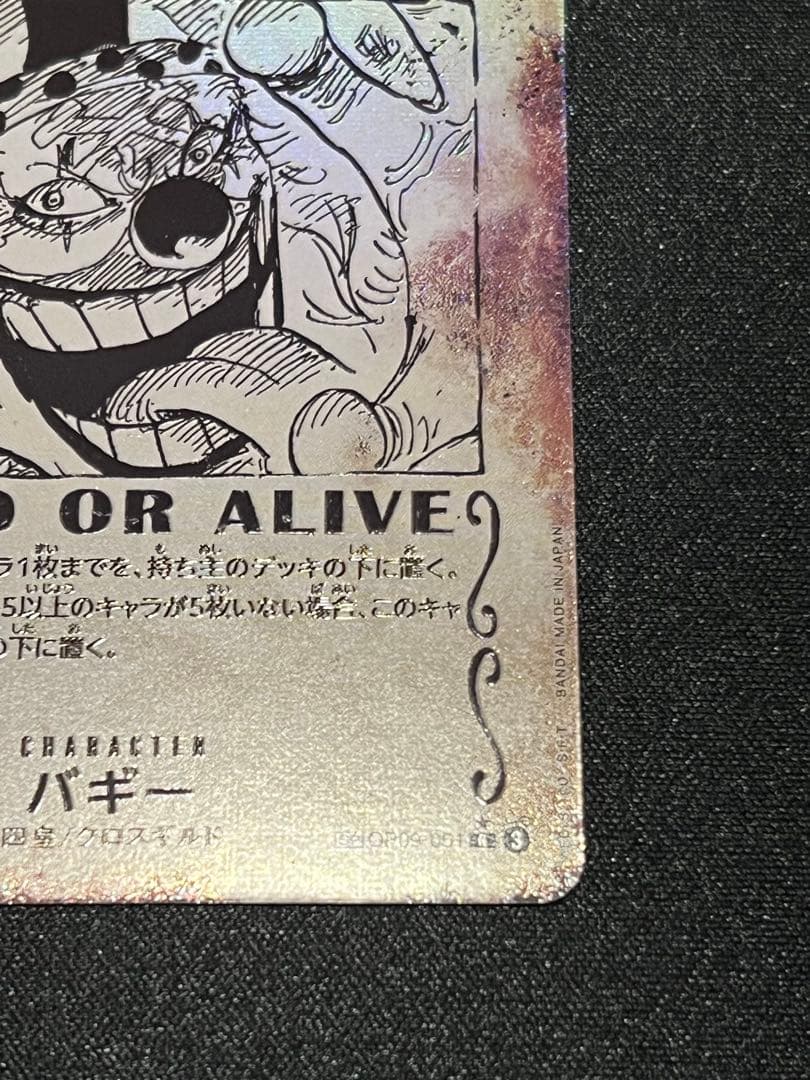 OR ALIVE
1枚までを、持ち主のデッキの下に置く。
5以上のキャラが5枚いない場合、このキャ
の下に置く。
CHARACTER
バギー
四皇/クロスギルド
OP09-051
BANDAI MADE IN JAPAN